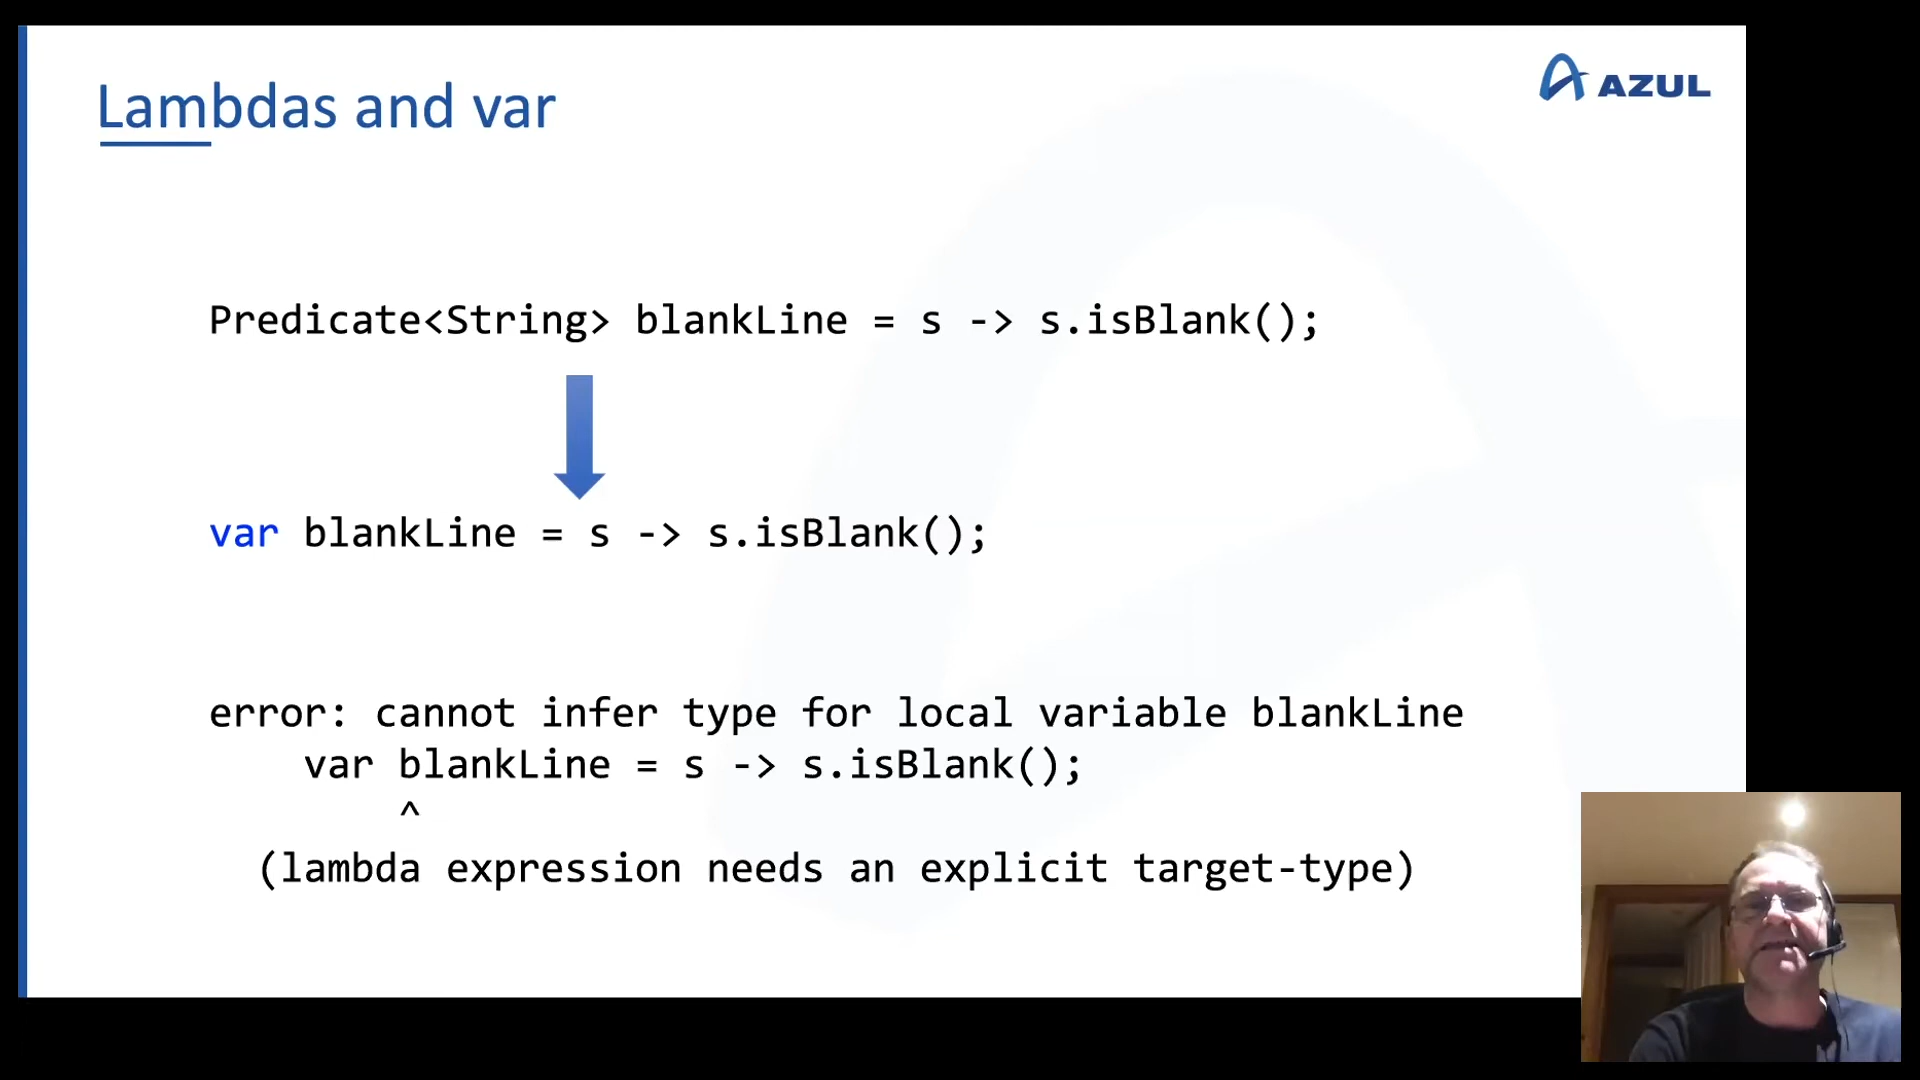 Lambdas and var
AZUL
Predicate<String> blankLine = s -> s.isBlank();
var blankLine = s -> s.isBlank();
error: cannot infer type for local variable blankLine
var blankLine = s -> s.isBlank();
^
(lambda expression needs an explicit target-type)